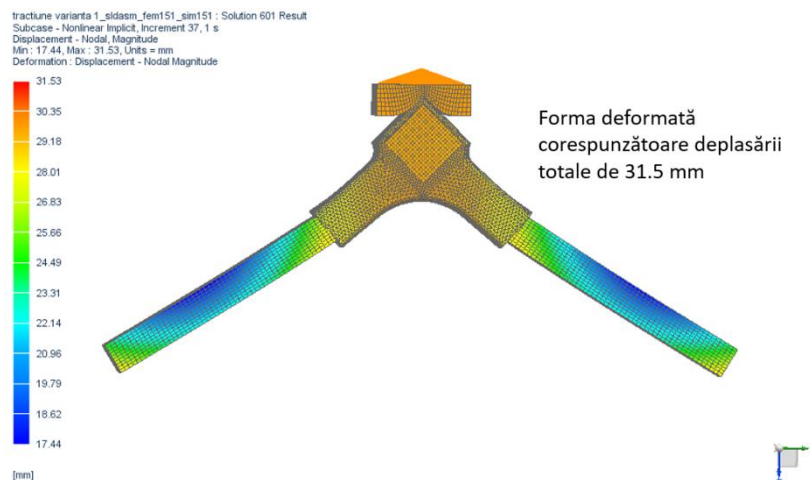 tractiune varianta 1_sldasm_fem151_sim151 : Solution 601 Result
Subcase - Nonlinear Implicit, Increment 37, 1 s
Displacement - Nodal, Magnitude
Min : 17.44, Max : 31.53, Units = mm
Deformation : Displacement - Nodal Magnitude
31.53
30.35
29.18
28.01
26.83
25.66
24.49
23.31
22.14
20.96
19.79
18.62
17.44
[mm]
Forma deformată
corespunzătoare deplasării
totale de 31.5 mm